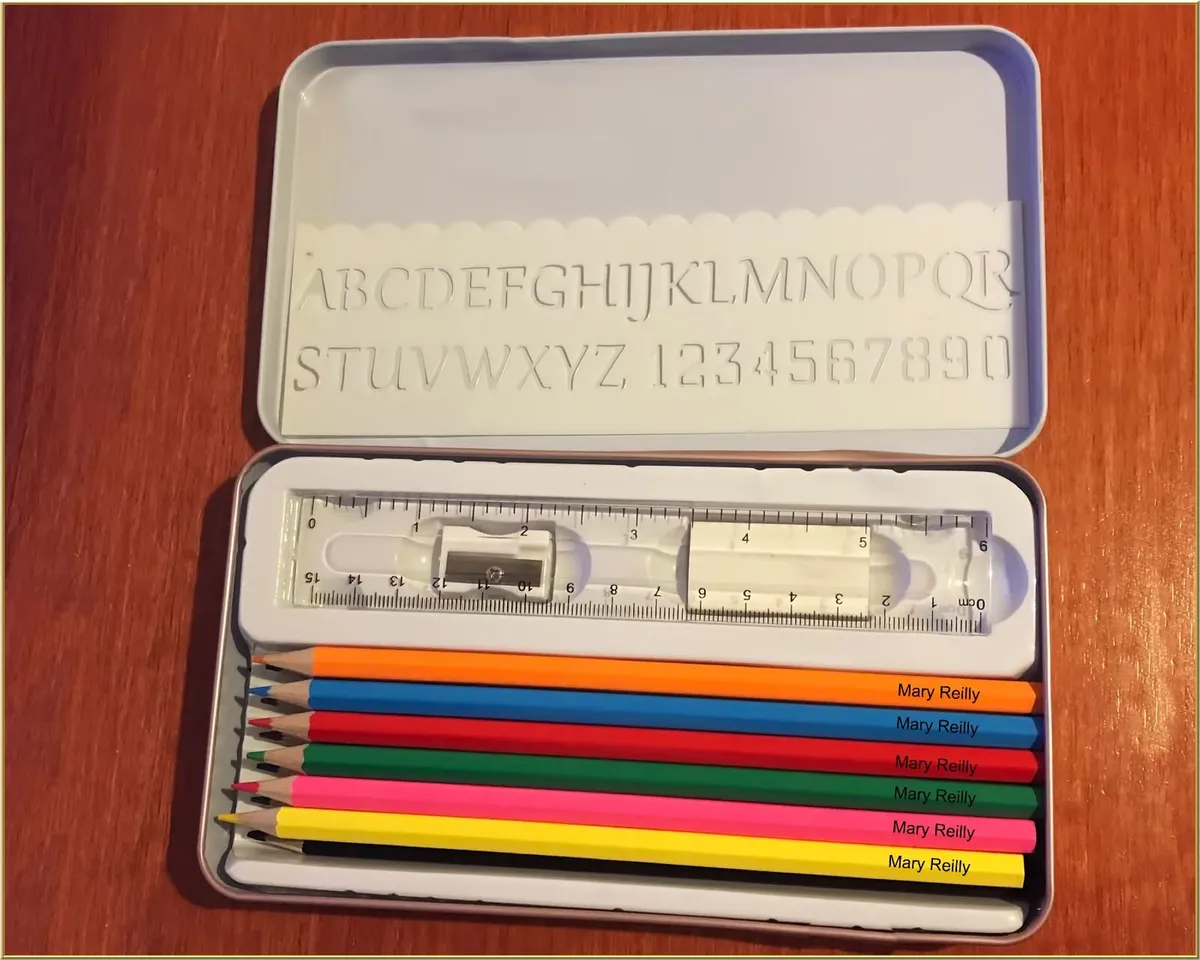 ABCDEFGHIJKLMNOPQR
STUVWXYZ 1234567890
0 1 2 3 4 5 6
15 14 13 12 11 10 9 8 7 6 5 4 3 2 1 0cm
Mary Reilly
Mary Reilly
Mary Reilly
Mary Reilly
Mary Reilly
Mary Reilly